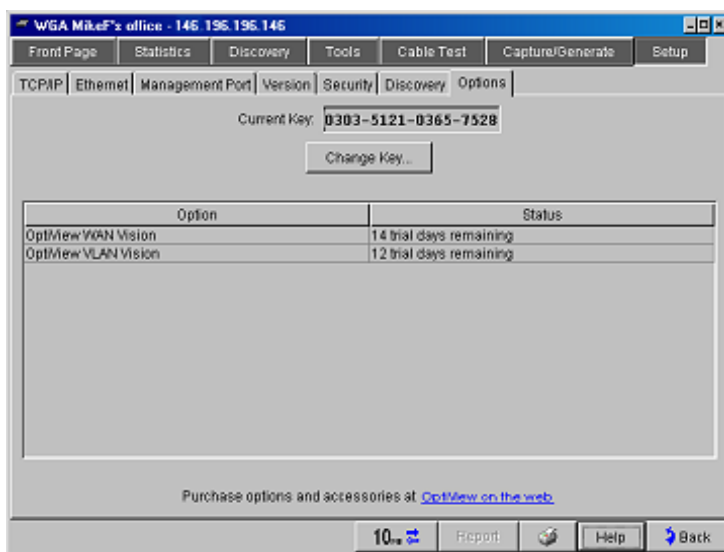 WGA MikeF'z office - 146.196.196.146
Front Page Statistics Discovery Tools Cable Test Capture/Generate Setup
TCP/IP Ethernet Management Port Version Security Discovery Options
Current Key: 0303-5121-0365-7528
Change Key...
Option Status
OptiView WAN Vision 14 trial days remaining
OptiView VLAN Vision 12 trial days remaining
Purchase options and accessories at OptiView on the web
Report Help Back